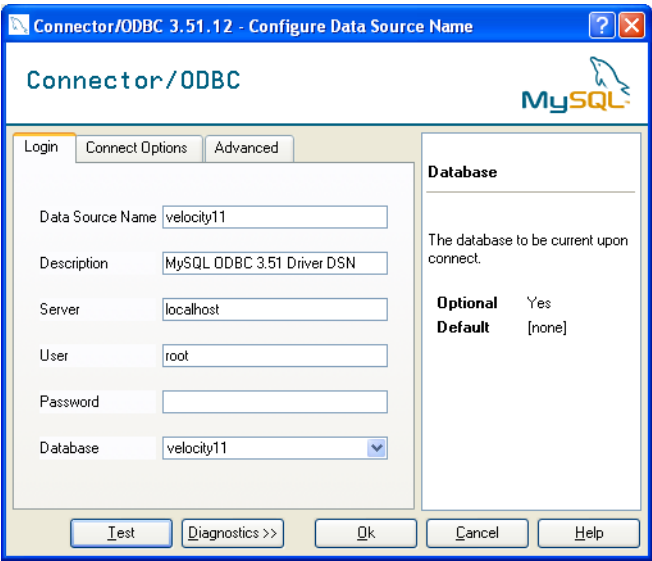 Connector/ODBC 3.51.12 - Configure Data Source Name
Connector/ODBC
MySQL
Login
Connect Options
Advanced
Data Source Name velocity11
Description MySQL ODBC 3.51 Driver DSN
Server localhost
User root
Password
Database velocity11
Database
The database to be current upon
connect.
Optional Yes
Default [none]
Test
Diagnostics >>
Ok
Cancel
Help